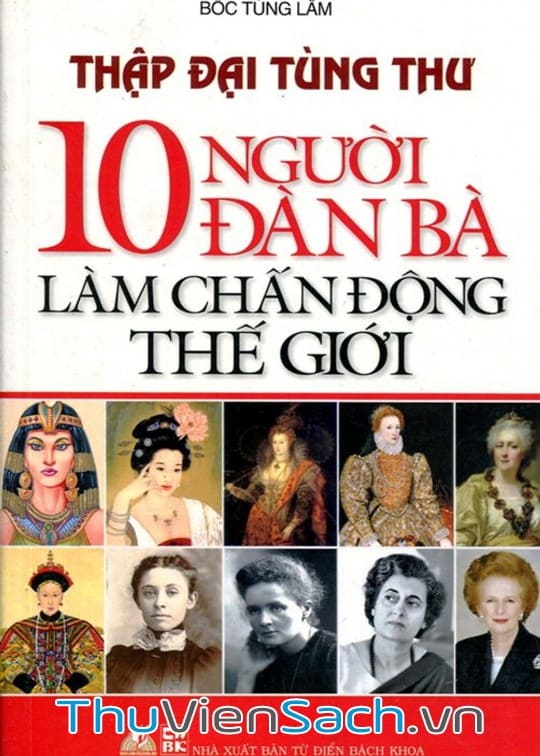 BỐC TÙNG LÂM
THẬP ĐẠI TÙNG THƯ
10 NGƯỜI
ĐÀN BÀ
LÀM CHẤN ĐỘNG
THẾ GIỚI
ThuVienSach.vn
NHÀ XUẤT BẢN TỪ ĐIỂN BÁCH KHOA